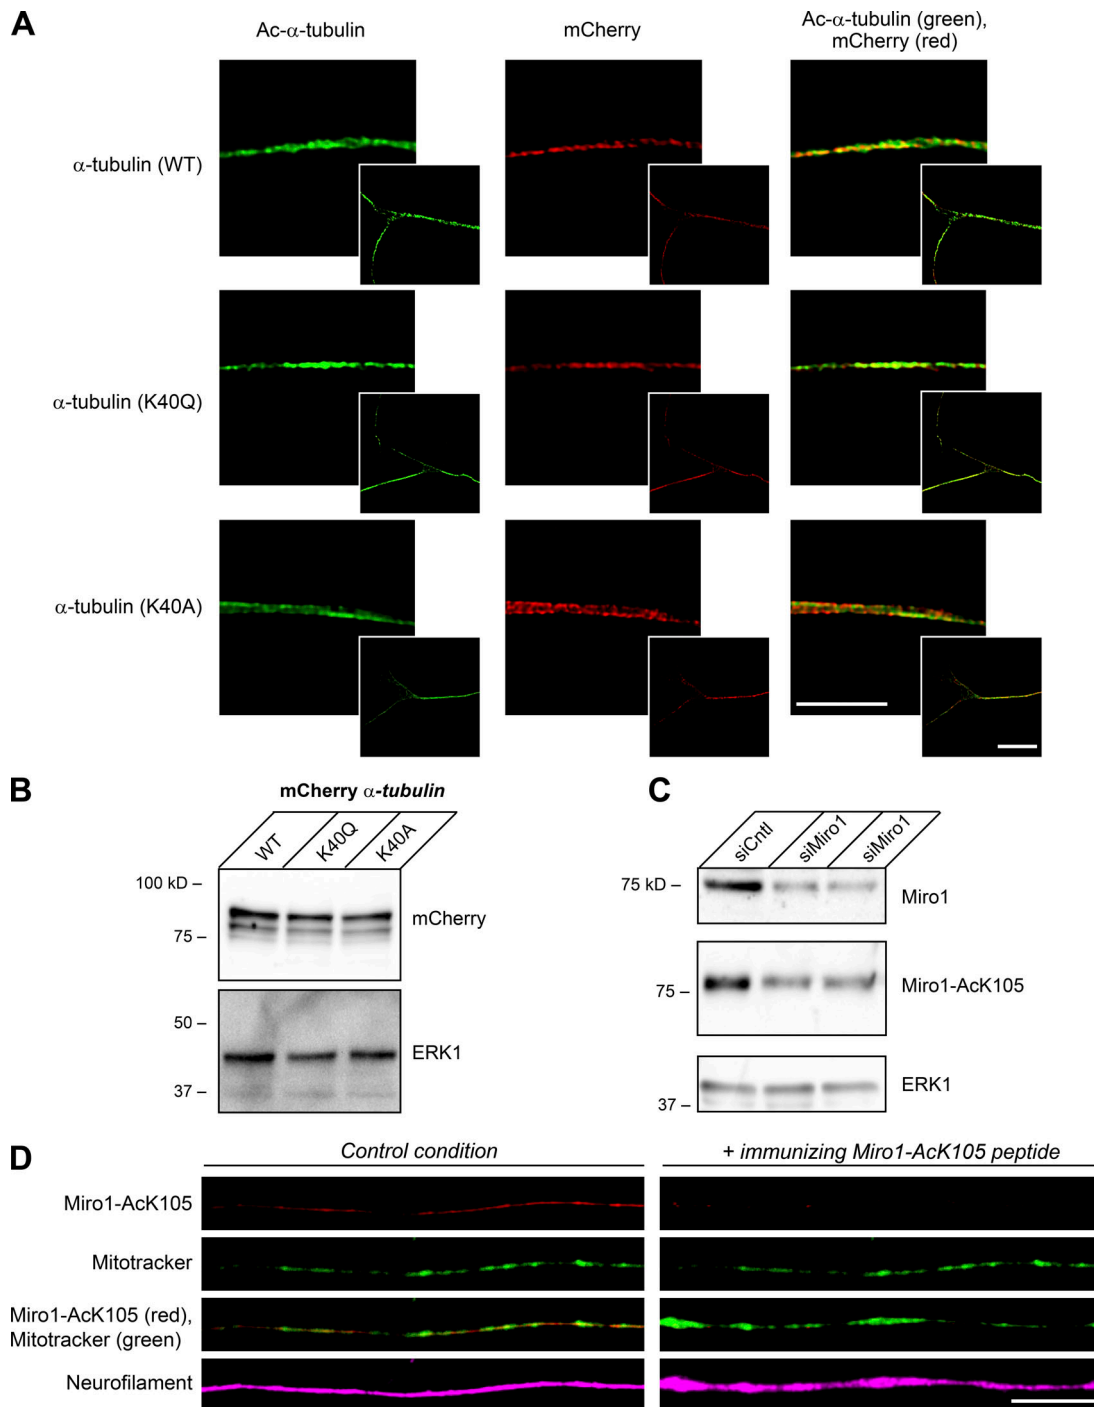 A
Ac-α-tubulin
mCherry
Ac-α-tubulin (green),
mCherry (red)
α-tubulin (WT)
α-tubulin (K40Q)
α-tubulin (K40A)
B
mCherry α-tubulin
WT
K40Q
K40A
100 kD –
75 –
mCherry
50 –
37 –
ERK1
C
siCntl
siMiro1
siMiro1
75 kD –
Miro1
75 –
Miro1-AcK105
37 –
ERK1
D
Control condition
+ immunizing Miro1-AcK105 peptide
Miro1-AcK105
Mitotracker
Miro1-AcK105 (red),
Mitotracker (green)
Neurofilament